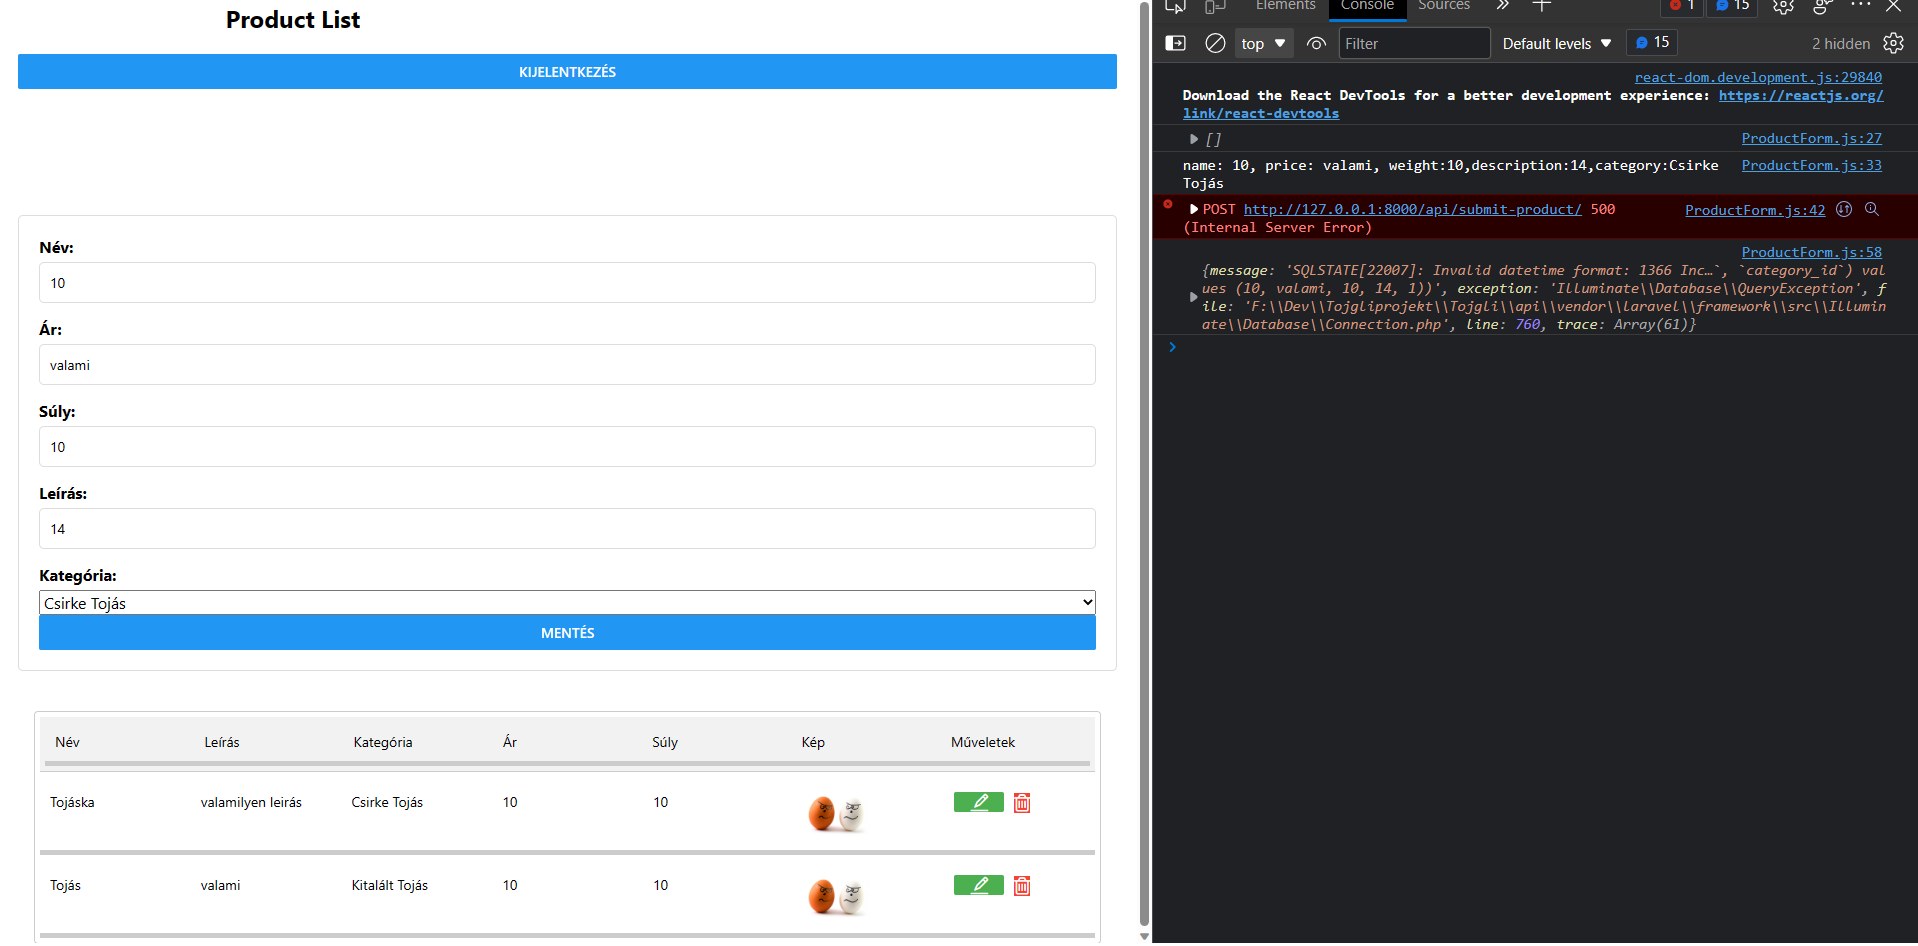 Product List
KIJELENTKEZÉS
Név:
10
Ár:
valami
Súly:
10
Leírás:
14
Kategória:
Csirke Tojás
MENTÉS
Név Leírás Kategória Ár Súly Kép Műveletek
Tojáska valamilyen leirás Csirke Tojás 10 10
Tojás valami Kitalált Tojás 10 10
Elements Console Sources 1 15
top Filter Default levels 15 2 hidden
react-dom.development.js:29840
Download the React DevTools for a better development experience: https://reactjs.org/
link/react-devtools
[] ProductForm.js:27
name: 10, price: valami, weight:10,description:14,category:Csirke ProductForm.js:33
Tojás
POST http://127.0.0.1:8000/api/submit-product/ 500 ProductForm.js:42
(Internal Server Error)
ProductForm.js:58
{message: 'SQLSTATE[22007]: Invalid datetime format: 1366 Inc…`, `category_id`) val
ues (10, valami, 10, 14, 1))', exception: 'Illuminate\\Database\\QueryException', f
ile: 'F:\\Dev\\Tojgliprojekt\\Tojgli\\api\\vendor\\laravel\\framework\\src\\Illumin
ate\\Database\\Connection.php', line: 760, trace: Array(61)}